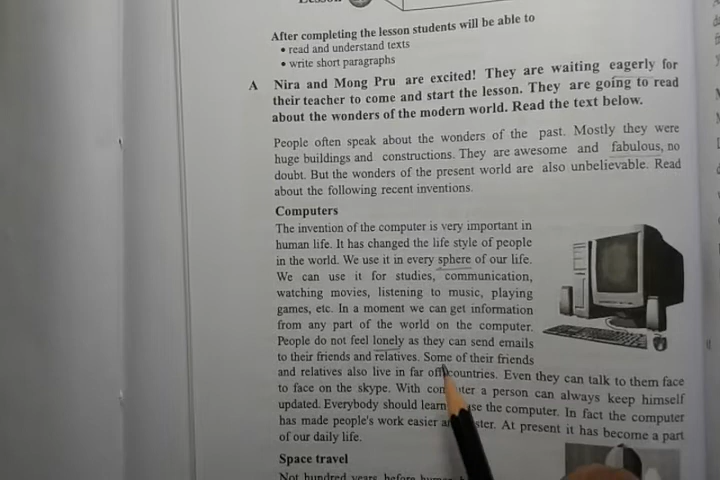 Lesson
After completing the lesson students will be able to
• read and understand texts
• write short paragraphs
A Nira and Mong Pru are excited! They are waiting eagerly for
their teacher to come and start the lesson. They are going to read
about the wonders of the modern world. Read the text below.
People often speak about the wonders of the past. Mostly they were
huge buildings and constructions. They are awesome and fabulous, no
doubt. But the wonders of the present world are also unbelievable. Read
about the following recent inventions.
Computers
The invention of the computer is very important in
human life. It has changed the life style of people
in the world. We use it in every sphere of our life.
We can use it for studies, communication,
watching movies, listening to music, playing
games, etc. In a moment we can get information
from any part of the world on the computer.
People do not feel lonely as they can send emails
to their friends and relatives. Some of their friends
and relatives also live in far off countries. Even they can talk to them face
to face on the skype. With computer a person can always keep himself
updated. Everybody should learn use the computer. In fact the computer
has made people's work easier At present it has become a part
of our daily life.
Space travel
Not hundred years before